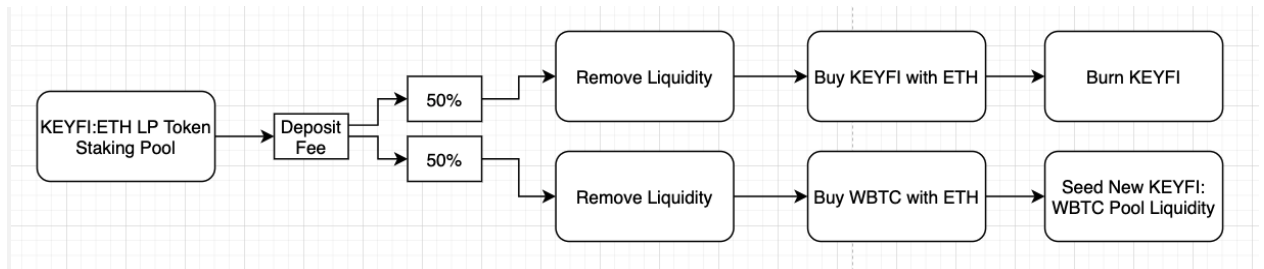 KEYFI:ETH LP Token
Staking Pool
Deposit
Fee
50%
Remove Liquidity
Buy KEYFI with ETH
Burn KEYFI
50%
Remove Liquidity
Buy WBTC with ETH
Seed New KEYFI:
WBTC Pool Liquidity